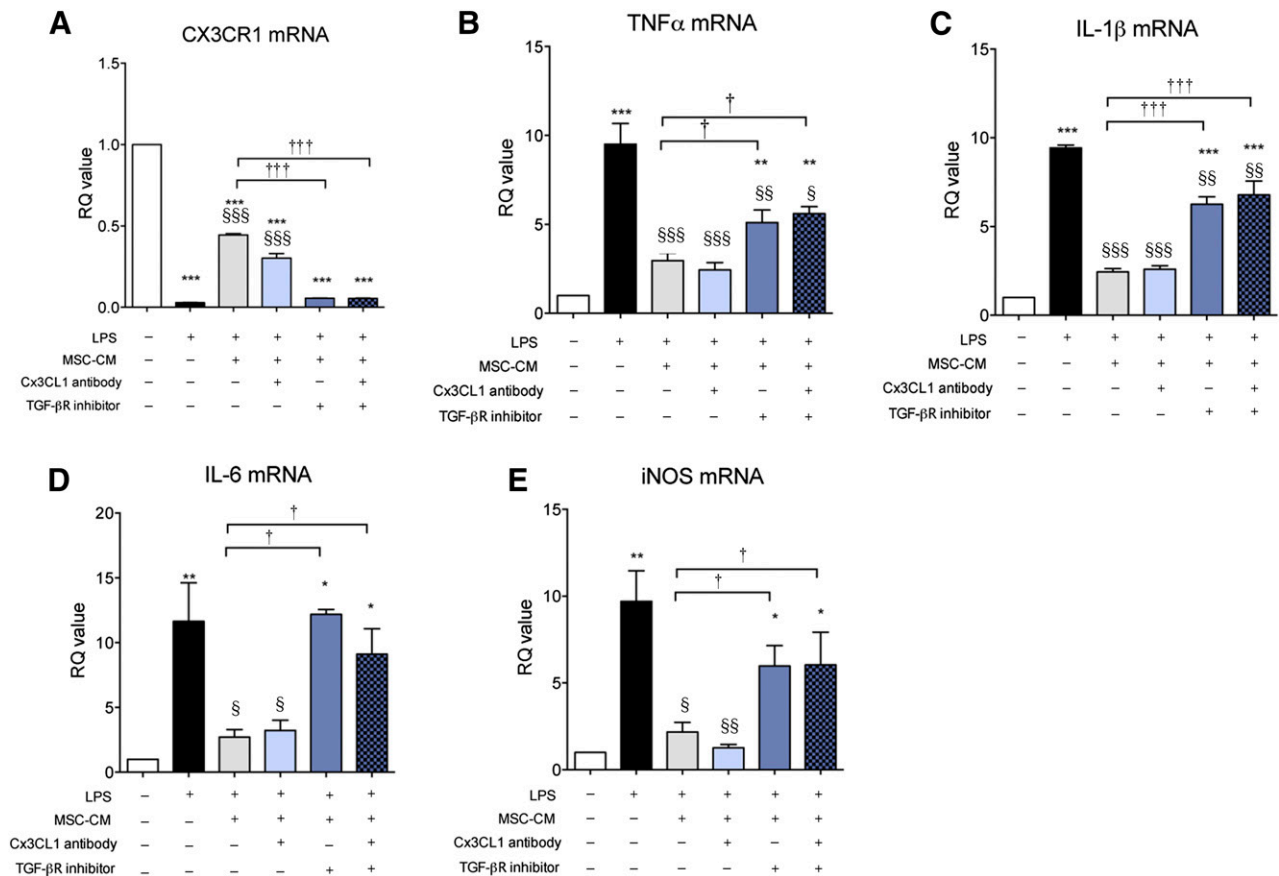 A
CX3CR1 mRNA
RQ value
1.5
1.0
0.5
0.0
†††
†††
***
***
§§§
***
§§§
***
***
LPS – + + + + +
MSC-CM – – + + + +
Cx3CL1 antibody – – – + – +
TGF-βR inhibitor – – – – + +
B
TNFα mRNA
RQ value
15
10
5
0
†
†
***
§§§
§§§
**
§§
**
§
LPS – + + + + +
MSC-CM – – + + + +
Cx3CL1 antibody – – – + – +
TGF-βR inhibitor – – – – + +
C
IL-1β mRNA
RQ value
15
10
5
0
†††
†††
***
§§§
§§§
***
§§
***
§§
LPS – + + + + +
MSC-CM – – + + + +
Cx3CL1 antibody – – – + – +
TGF-βR inhibitor – – – – + +
D
IL-6 mRNA
RQ value
20
15
10
5
0
†
†
**
§
§
*
*
LPS – + + + + +
MSC-CM – – + + + +
Cx3CL1 antibody – – – + – +
TGF-βR inhibitor – – – – + +
E
iNOS mRNA
RQ value
15
10
5
0
†
†
**
§
§§
*
*
LPS – + + + + +
MSC-CM – – + + + +
Cx3CL1 antibody – – – + – +
TGF-βR inhibitor – – – – + +